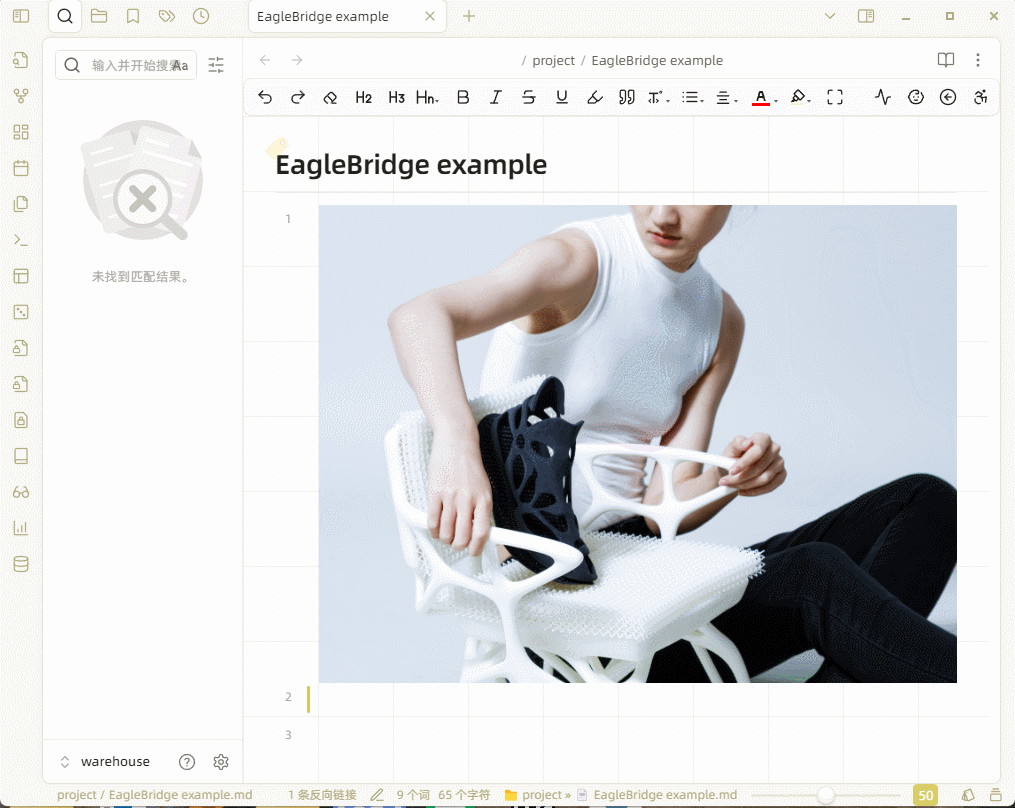 EagleBridge example
输入并开始搜索
Aa
/ project / EagleBridge example
H2 H3 Hn B I S U A
EagleBridge example
1
未找到匹配结果。
2
3
warehouse
project / EagleBridge example.md
1 条反向链接
9 个词 65 个字符
project » EagleBridge example.md
50